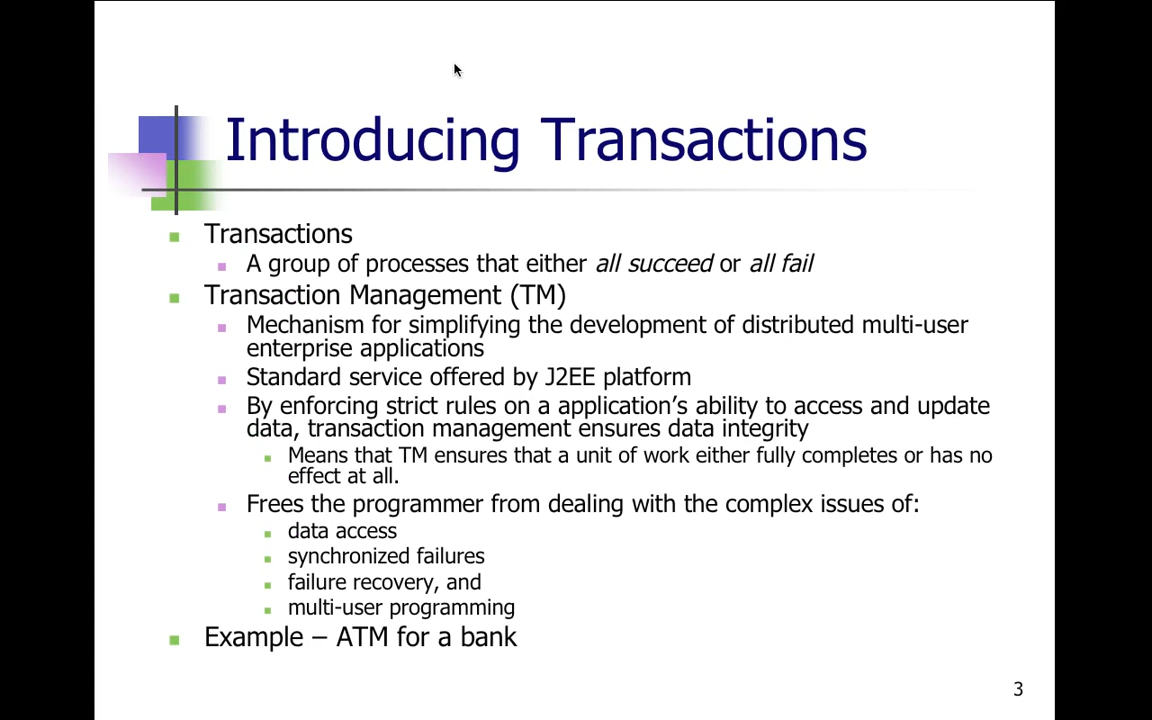 Introducing Transactions
Transactions
A group of processes that either all succeed or all fail
Transaction Management (TM)
Mechanism for simplifying the development of distributed multi-user
enterprise applications
Standard service offered by J2EE platform
By enforcing strict rules on a application's ability to access and update
data, transaction management ensures data integrity
Means that TM ensures that a unit of work either fully completes or has no
effect at all.
Frees the programmer from dealing with the complex issues of:
data access
synchronized failures
failure recovery, and
multi-user programming
Example – ATM for a bank
3